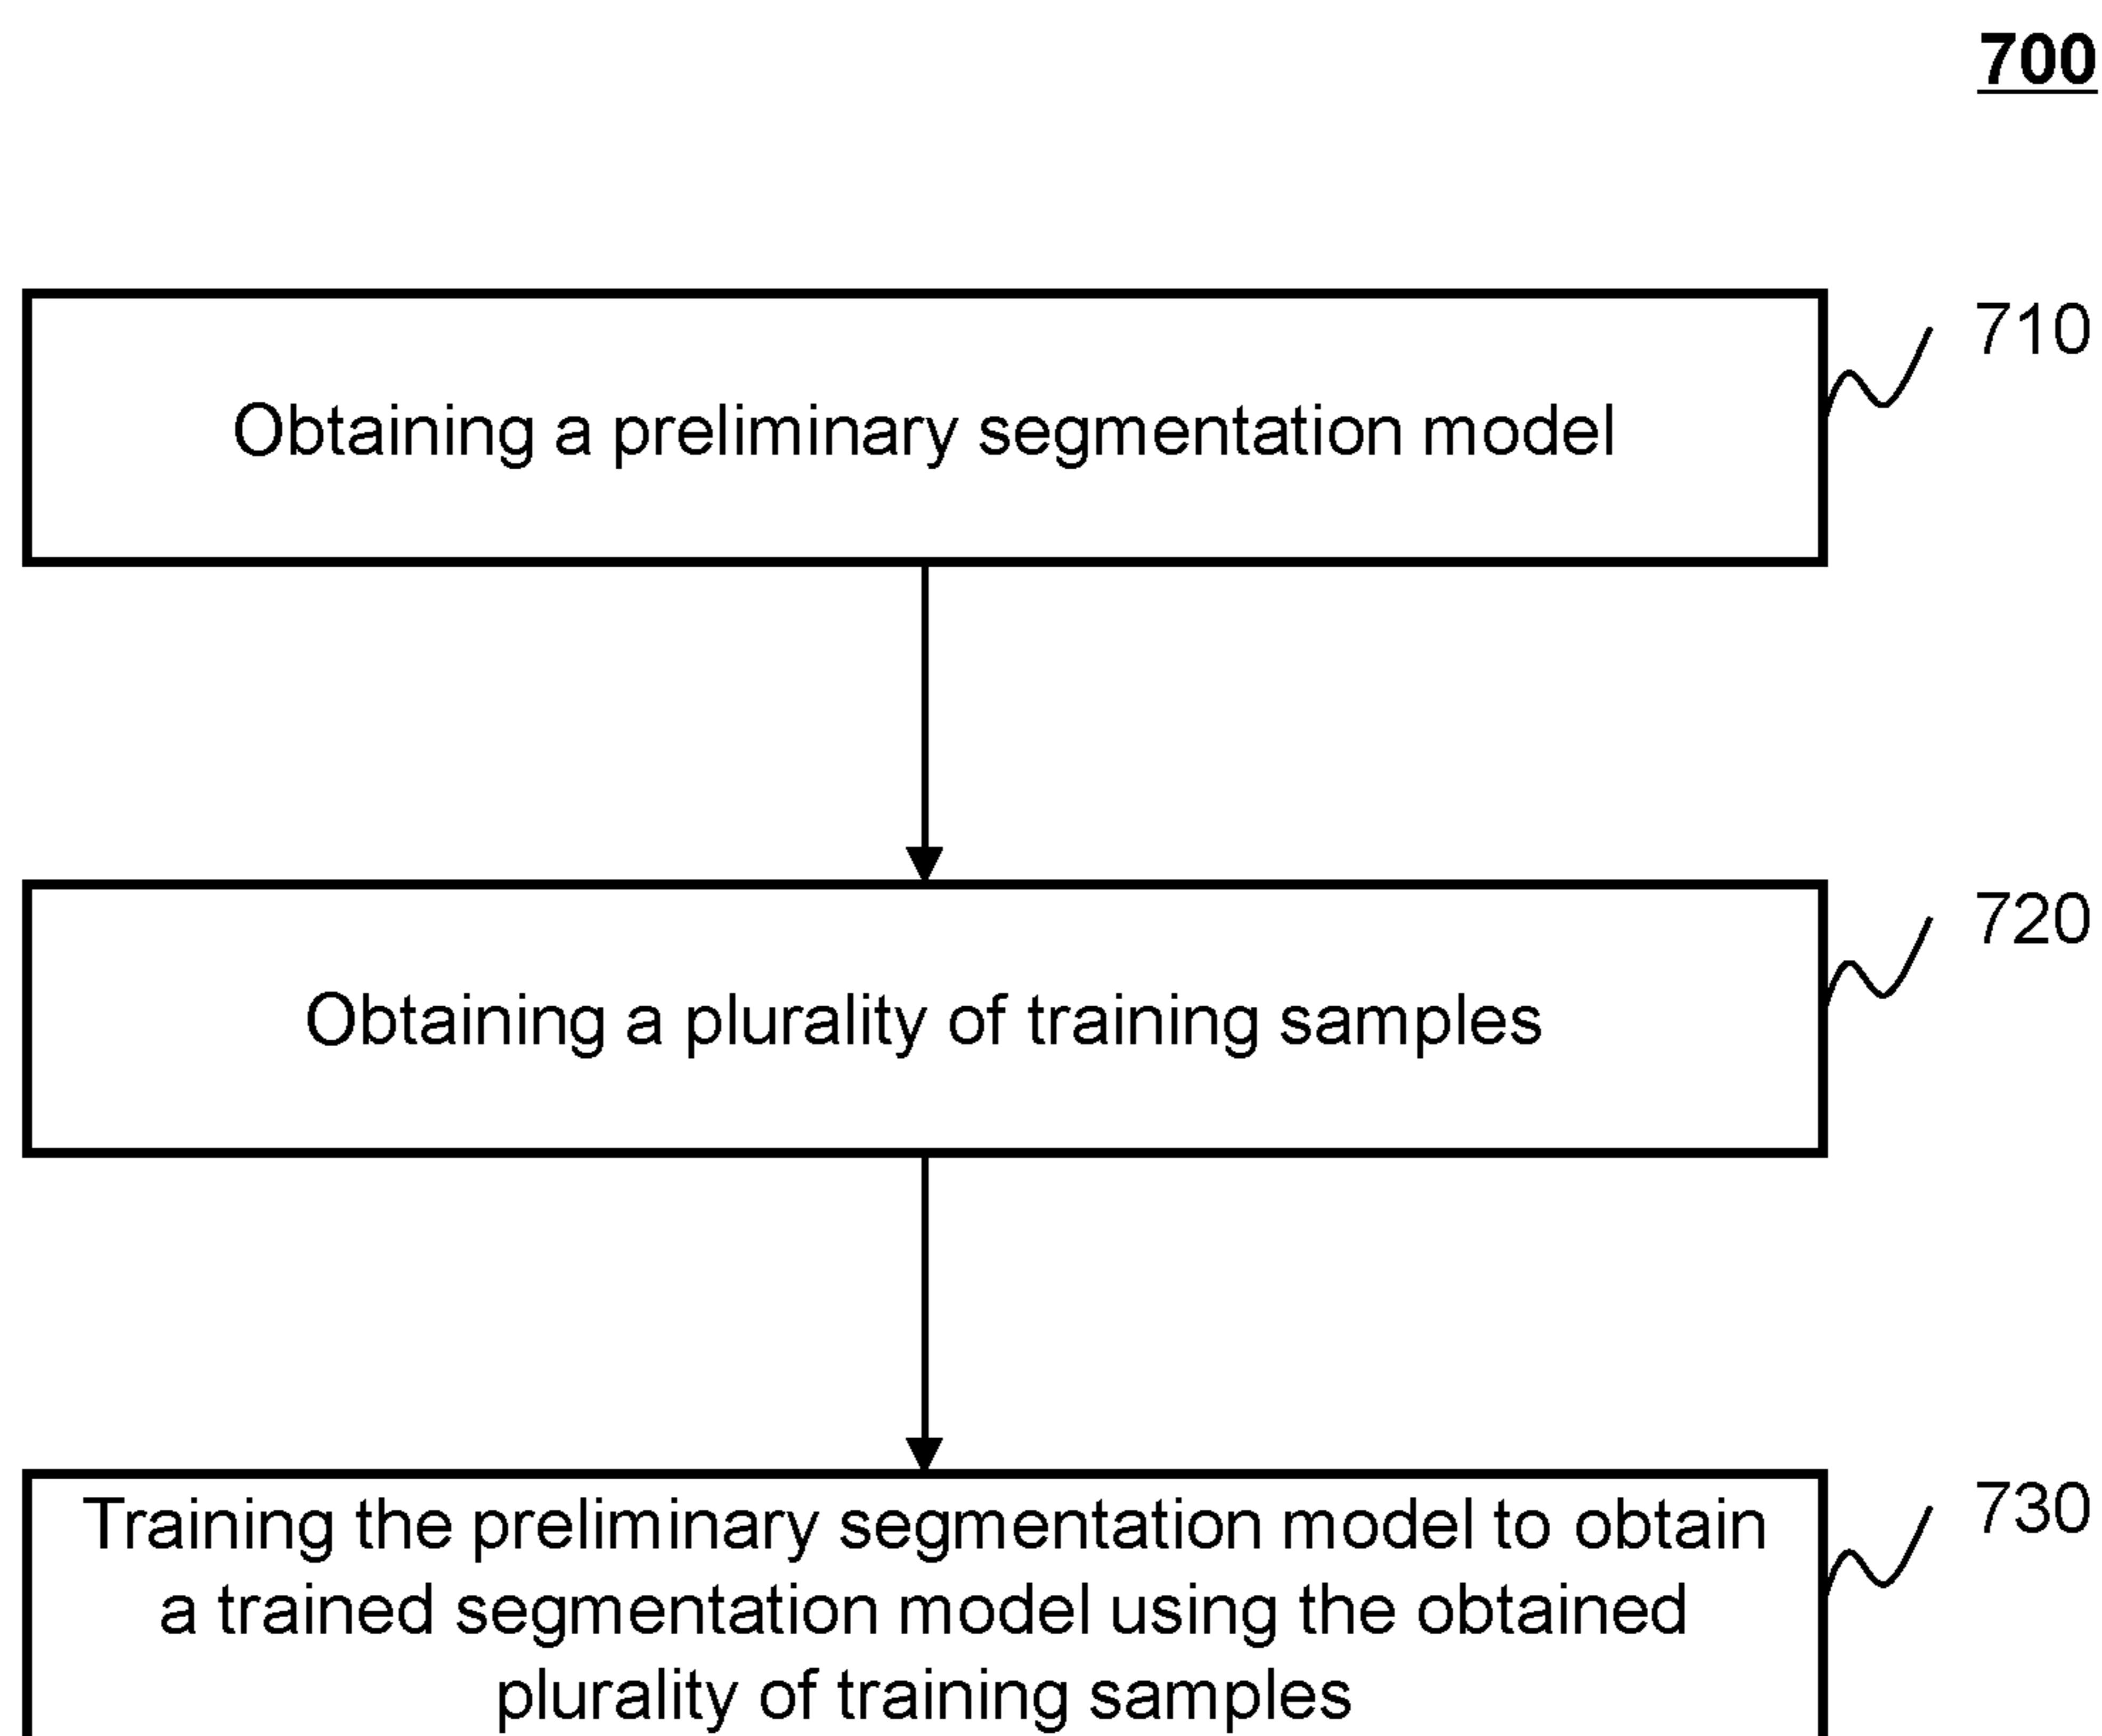 700
710
Obtaining a preliminary segmentation model
720
Obtaining a plurality of training samples
730
Training the preliminary segmentation model to obtain
a trained segmentation model using the obtained
plurality of training samples